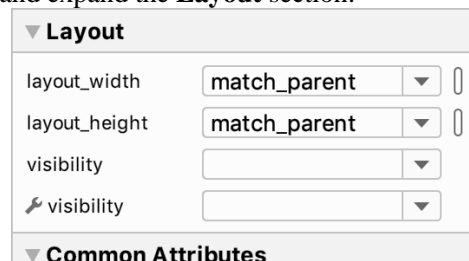 and expand the Layout section.
Layout
layout_width match_parent
layout_height match_parent
visibility
visibility
Common Attributes